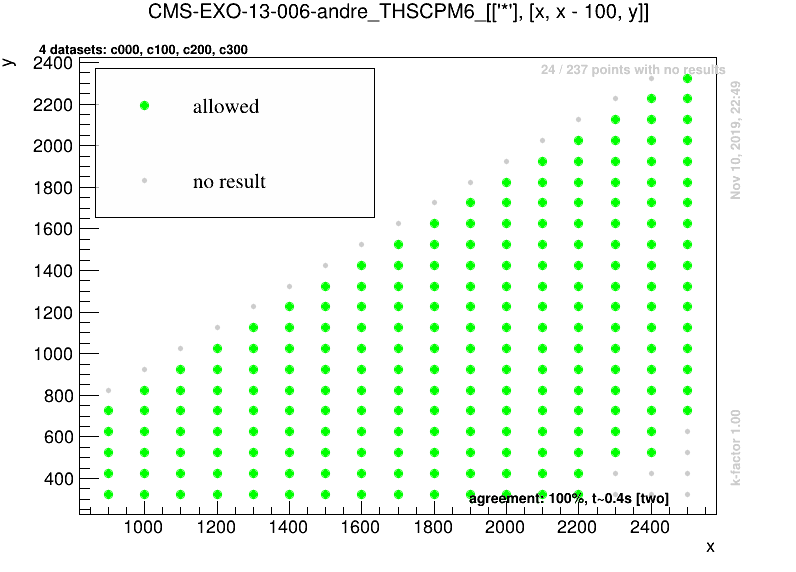 CMS-EXO-13-006-andre_THSCPM6_[['*'], [x, x - 100, y]]
4 datasets: c000, c100, c200, c300
y
24 / 237 points with no results
allowed
no result
2400
2200
2000
1800
1600
1400
1200
1000
800
600
400
Nov 10, 2019, 22:49
k-factor 1.00
agreement: 100%, t~0.4s [two]
1000 1200 1400 1600 1800 2000 2200 2400
x